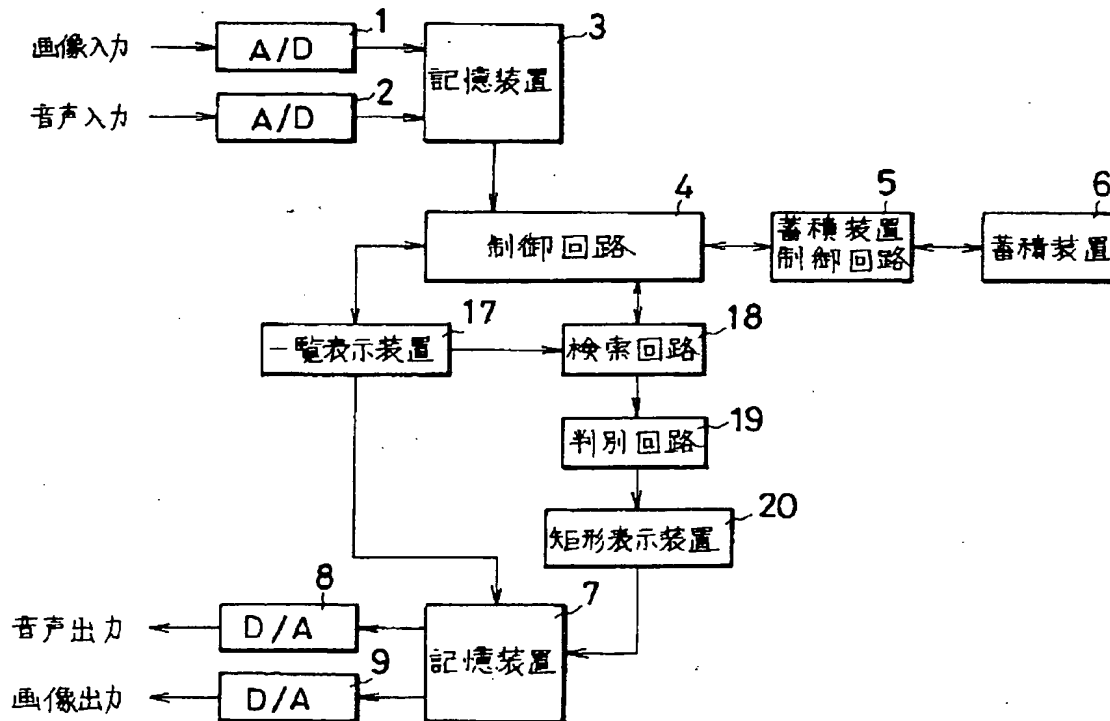 画像入力
A/D
1
音声入力
A/D
2
記憶装置
3
制御回路
4
蓄積装置
制御回路
5
蓄積装置
6
一覧表示装置
17
検索回路
18
判別回路
19
矩形表示装置
20
音声出力
D/A
8
記憶装置
7
画像出力
D/A
9